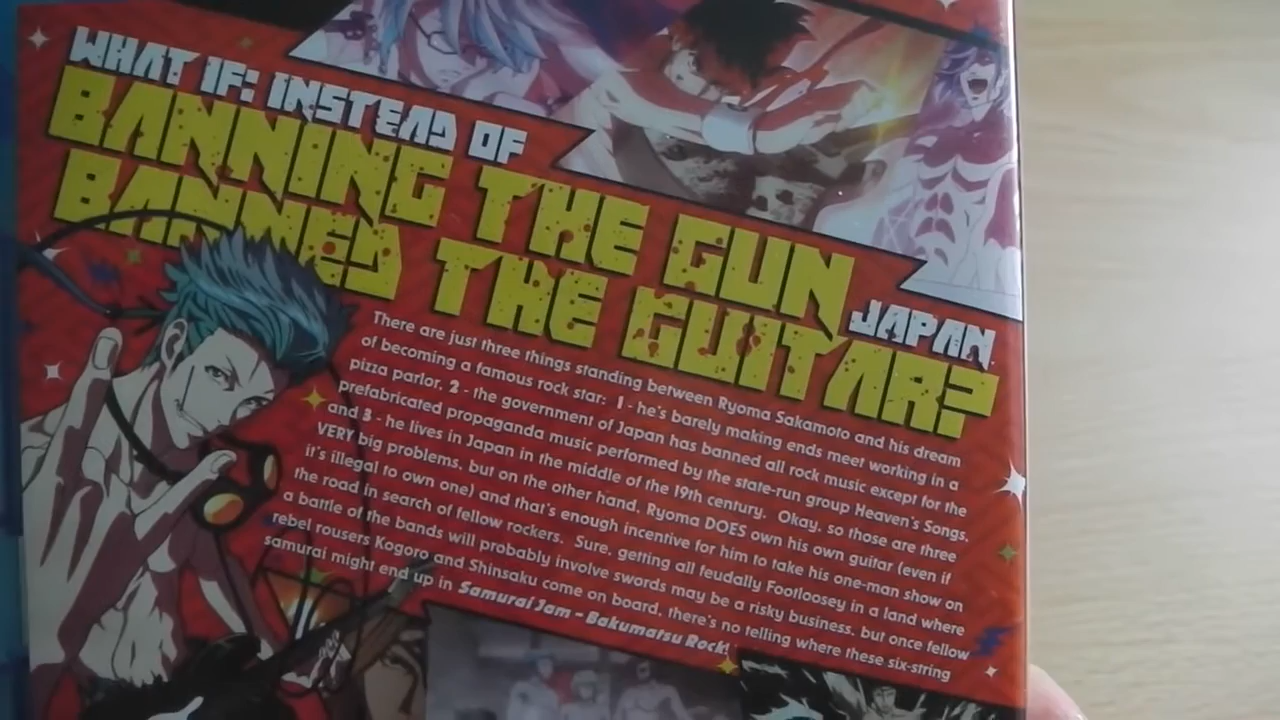 WHAT IF: INSTEAD OF
BANNING THE GUN JAPAN
BANNED THE GUITAR?
There are just three things standing between Ryoma Sakamoto and his dream
of becoming a famous rock star: 1 - he's barely making ends meet working in a
pizza parlor, 2 - the government of Japan has banned all rock music except for the
prefabricated propaganda music performed by the state-run group Heaven's Songs,
and 3 - he lives in Japan in the middle of the 19th century. Okay, so those are three
VERY big problems, but on the other hand, Ryoma DOES own his own guitar (even if
it's illegal to own one) and that's enough incentive for him to take his one-man show on
the road in search of fellow rockers. Sure, getting all feudally Footloosey in a land where
a battle of the bands will probably involve swords may be a risky business, but once fellow
rebel rousers Kogoro and Shinsaku come on board, there's no telling where these six-string
samurai might end up in Samurai Jam - Bakumatsu Rock!